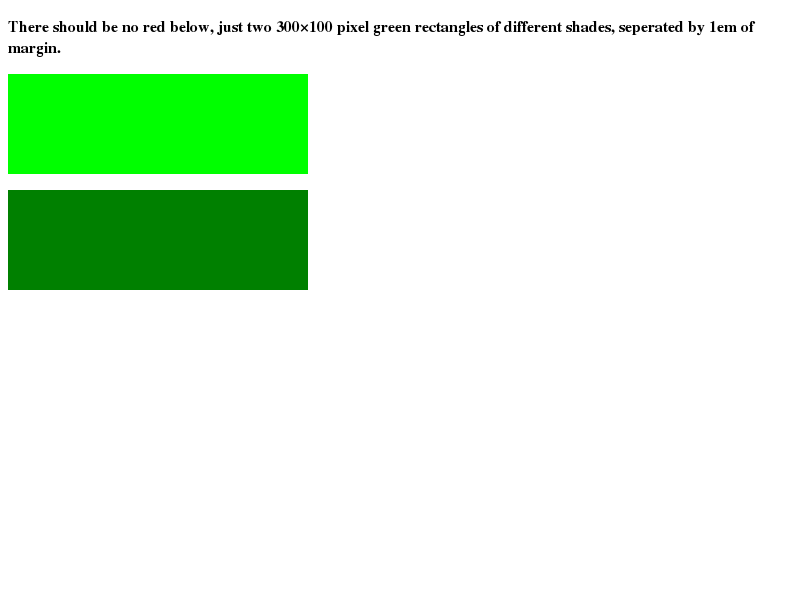 There should be no red below, just two 300×100 pixel green rectangles of different shades, seperated by 1em of
margin.